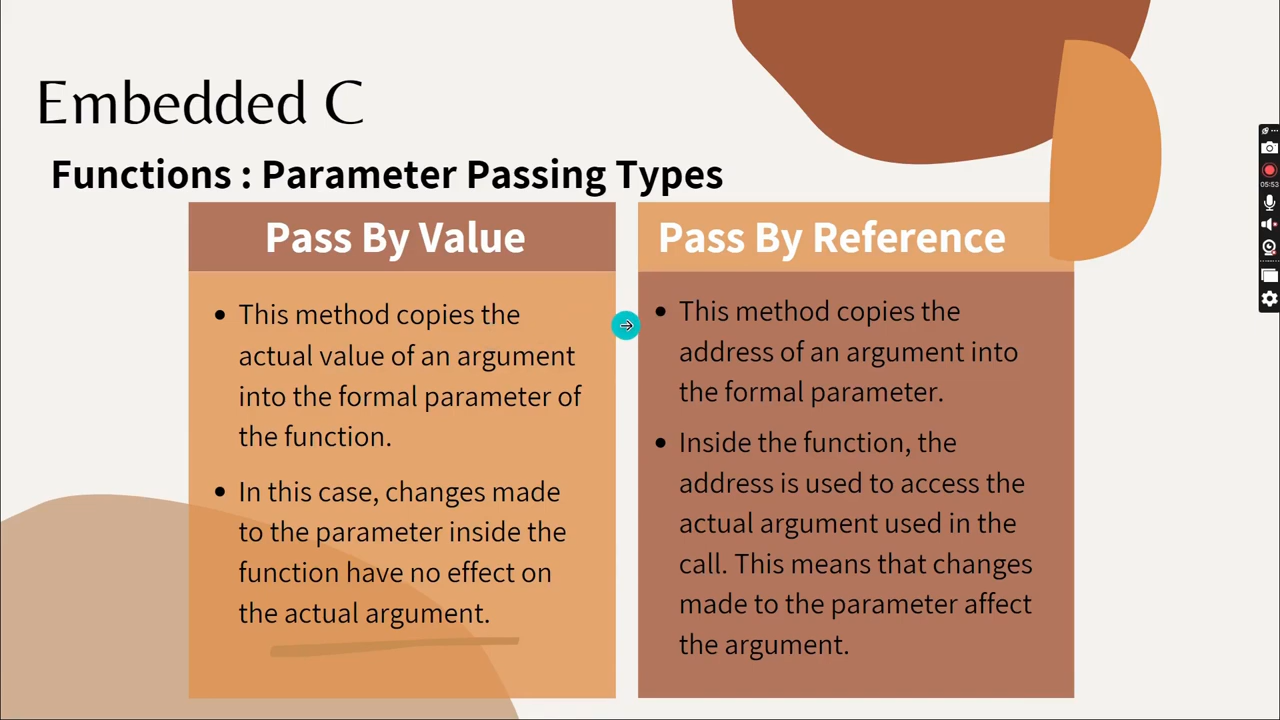 Embedded C
Functions : Parameter Passing Types
Pass By Value
• This method copies the
actual value of an argument
into the formal parameter of
the function.
• In this case, changes made
to the parameter inside the
function have no effect on
the actual argument.
Pass By Reference
• This method copies the
address of an argument into
the formal parameter.
• Inside the function, the
address is used to access the
actual argument used in the
call. This means that changes
made to the parameter affect
the argument.
05:53